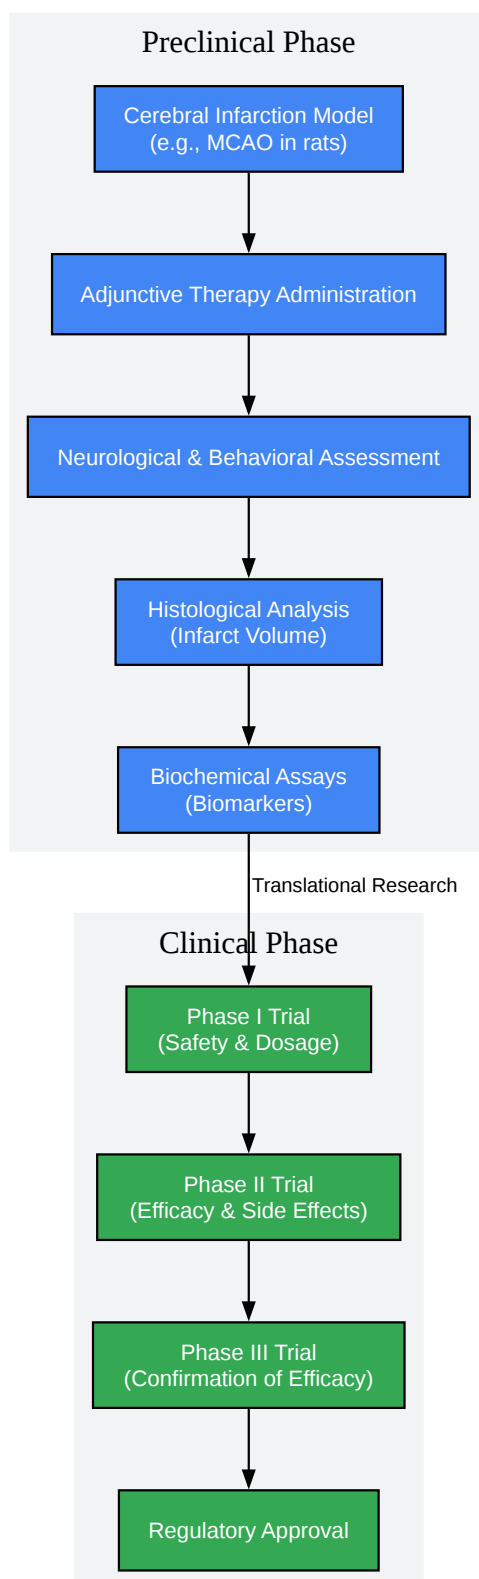 Preclinical Phase
Cerebral Infarction Model
(e.g., MCAO in rats)
Adjunctive Therapy Administration
Neurological & Behavioral Assessment
Histological Analysis
(Infarct Volume)
Biochemical Assays
(Biomarkers)
Translational Research
Clinical Phase
Phase I Trial
(Safety & Dosage)
Phase II Trial
(Efficacy & Side Effects)
Phase III Trial
(Confirmation of Efficacy)
Regulatory Approval